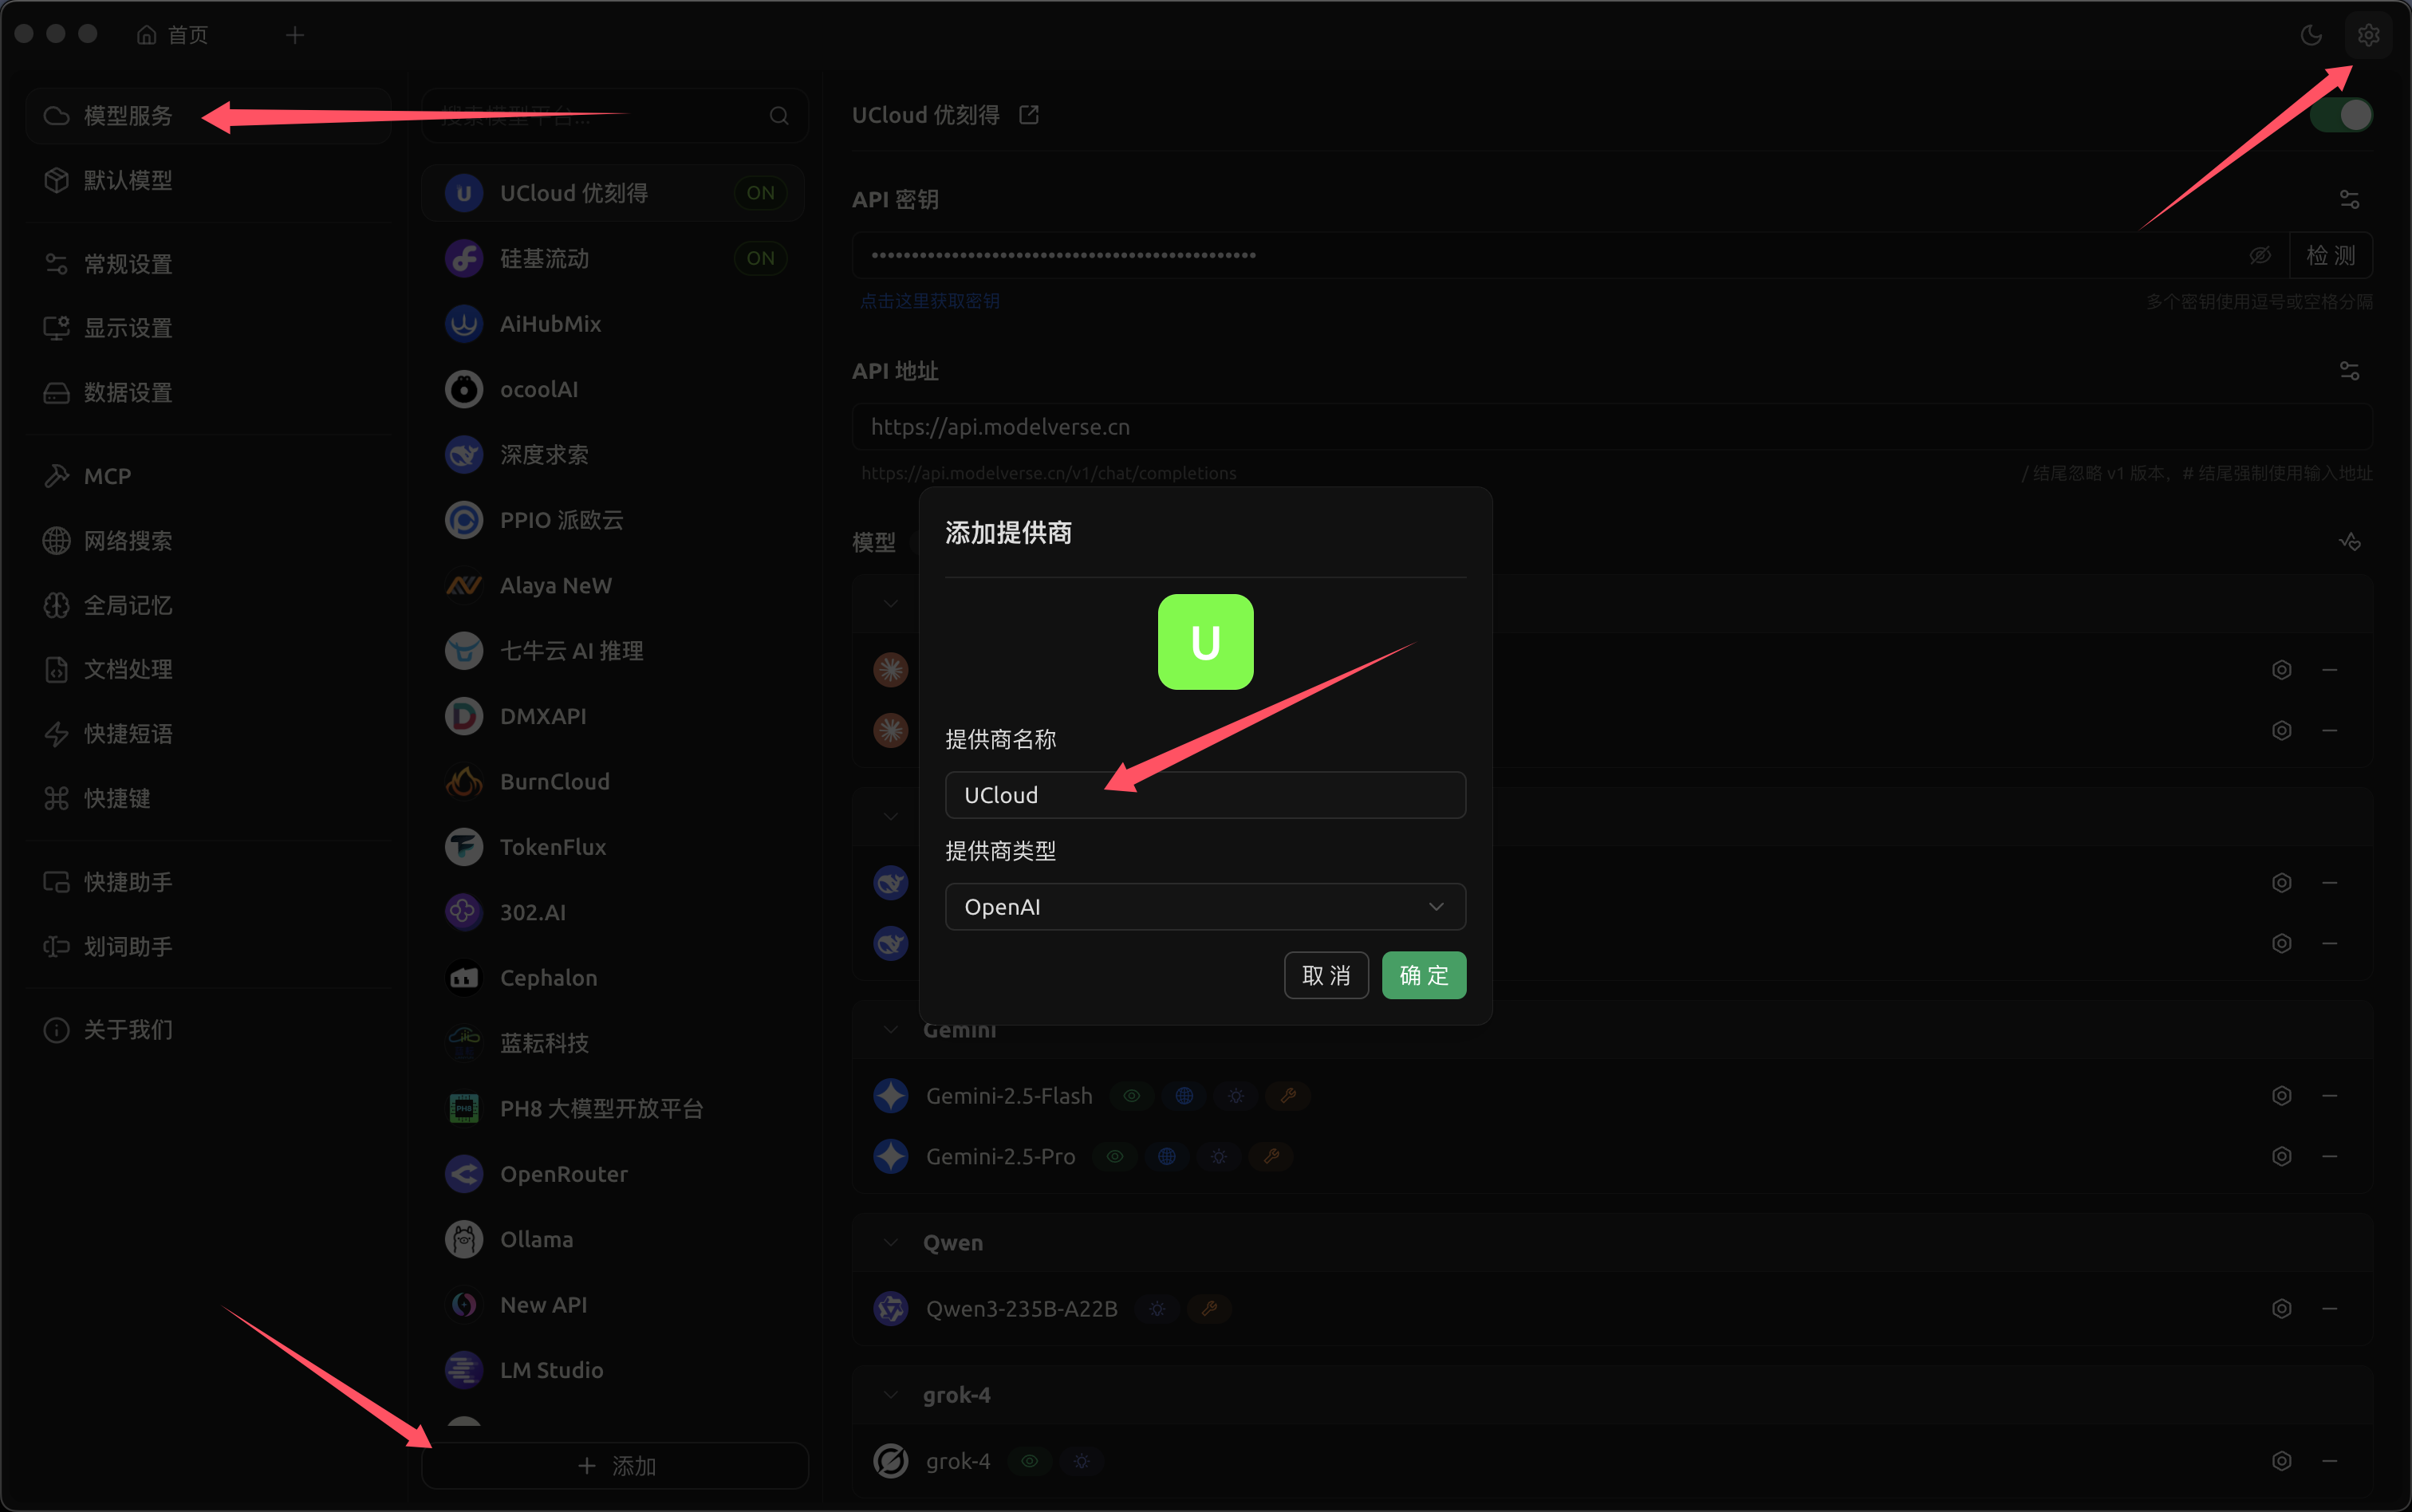 首页
模型服务
默认模型
常规设置
显示设置
数据设置
MCP
网络搜索
全局记忆
文档处理
快捷短语
快捷键
快捷助手
划词助手
关于我们
搜索模型平台...
UCloud 优刻得 ON
硅基流动 ON
AiHubMix
ocoolAI
深度求索
PPIO 派欧云
Alaya NeW
七牛云 AI 推理
DMXAPI
BurnCloud
TokenFlux
302.AI
Cephalon
蓝耘科技
PH8 大模型开放平台
OpenRouter
Ollama
New API
LM Studio
添加
UCloud 优刻得
API 密钥
检 测
点击这里获取密钥
多个密钥使用逗号或空格分隔
API 地址
https://api.modelverse.cn
https://api.modelverse.cn/v1/chat/completions
/ 结尾忽略 v1 版本，# 结尾强制使用输入地址
模型
添加提供商
U
提供商名称
UCloud
提供商类型
OpenAI
取 消
确 定
Gemini
Gemini-2.5-Flash
Gemini-2.5-Pro
Qwen
Qwen3-235B-A22B
grok-4
grok-4